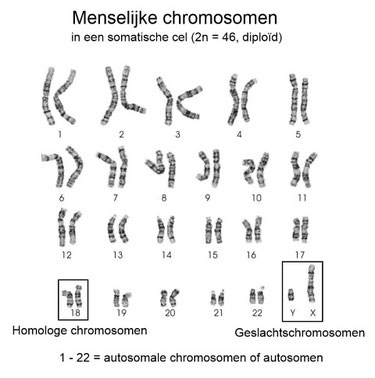 Menselijke chromosomen
in een somatische cel (2n = 46, diploïd)
1 2 3 4 5
6 7 8 9 10 11
12 13 14 15 16 17
18 19 20 21 22 Y X
Homologe chromosomen Geslachtschromosomen
1 - 22 = autosomale chromosomen of autosomen